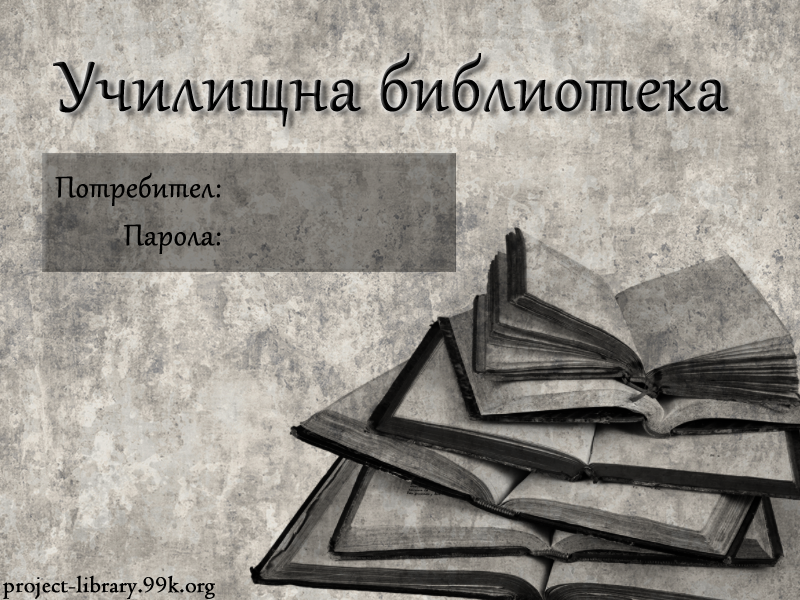 Училищна библиотека
Потребител:
Парола:
project-library.99k.org